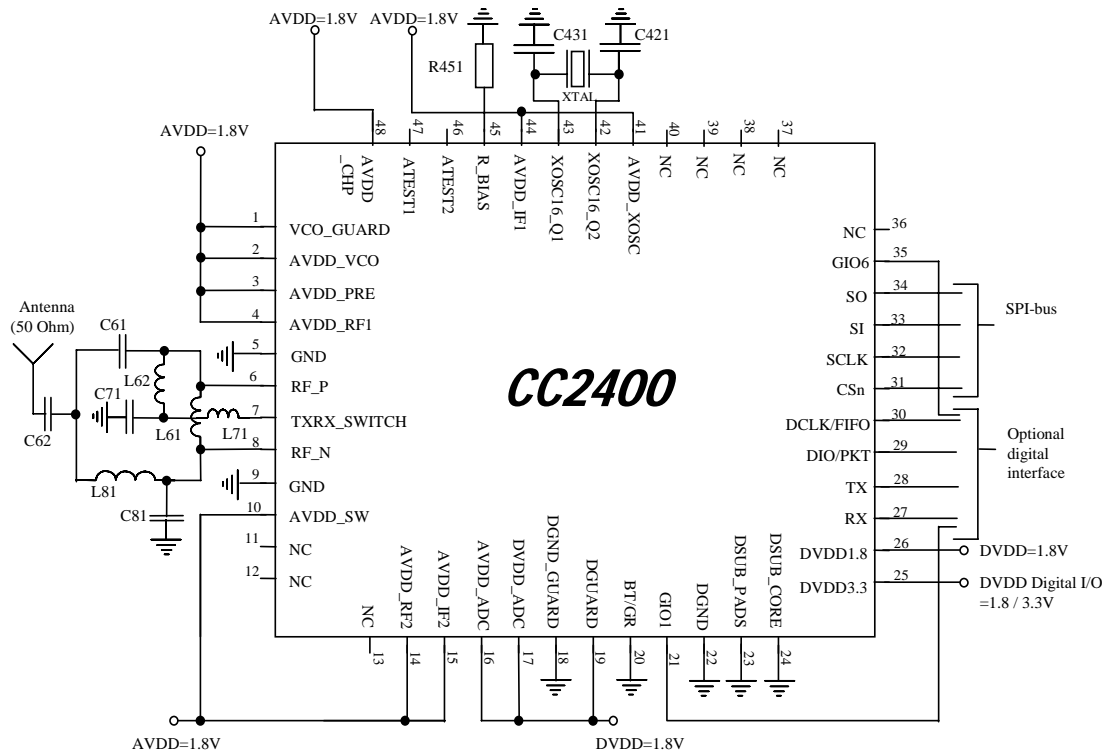 AVDD=1.8V
AVDD=1.8V
C431
C421
R451
XTAL
AVDD=1.8V
48
47
46
45
44
43
42
41
40
39
38
37
AVDD
_CHP
ATEST1
ATEST2
R_BIAS
AVDD_IF1
XOSC16_Q1
XOSC16_Q2
AVDD_XOSC
NC
NC
NC
NC
1
VCO_GUARD
2
AVDD_VCO
3
AVDD_PRE
4
AVDD_RF1
5
GND
6
RF_P
7
TXRX_SWITCH
8
RF_N
9
GND
10
AVDD_SW
11
NC
12
NC
Antenna
(50 Ohm)
C61
L62
C71
L61
L71
C62
L81
C81
CC2400
NC
36
GIO6
35
SO
34
SI
33
SCLK
32
CSn
31
DCLK/FIFO
30
DIO/PKT
29
TX
28
RX
27
DVDD1.8
26
DVDD3.3
25
SPI-bus
Optional
digital
interface
DVDD=1.8V
DVDD Digital I/O
=1.8 / 3.3V
NC
AVDD_RF2
AVDD_IF2
AVDD_ADC
DVDD_ADC
DGND_GUARD
DGUARD
BT/GR
GIO1
DGND
DSUB_PADS
DSUB_CORE
13
14
15
16
17
18
19
20
21
22
23
24
AVDD=1.8V
DVDD=1.8V